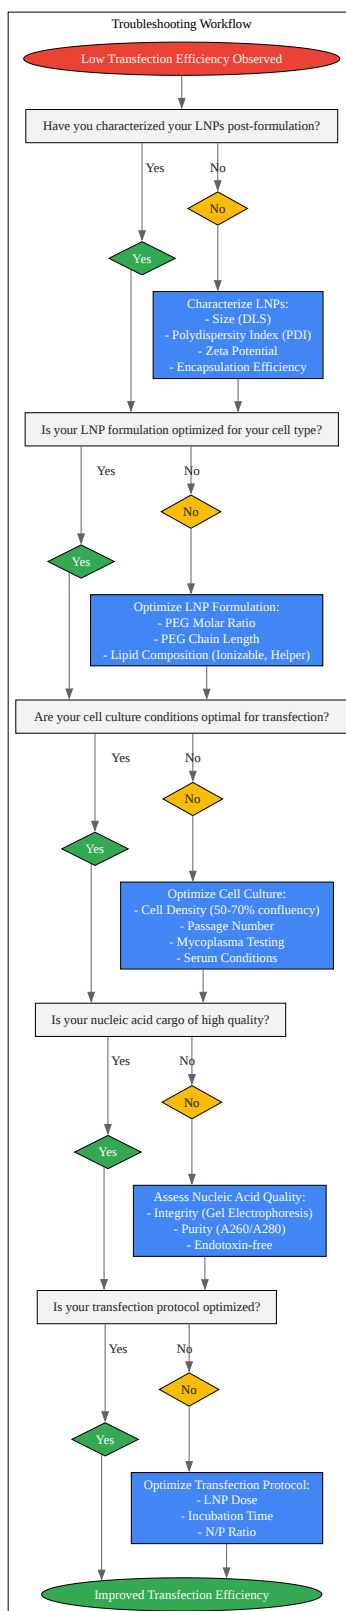 Troubleshooting Workflow
Low Transfection Efficiency Observed
Have you characterized your LNPs post-formulation?
Yes
No
No
Yes
Characterize LNPs:
- Size (DLS)
- Polydispersity Index (PDI)
- Zeta Potential
- Encapsulation Efficiency
Is your LNP formulation optimized for your cell type?
Yes
No
No
Yes
Optimize LNP Formulation:
- PEG Molar Ratio
- PEG Chain Length
- Lipid Composition (Ionizable, Helper)
Are your cell culture conditions optimal for transfection?
Yes
No
No
Yes
Optimize Cell Culture:
- Cell Density (50-70% confluency)
- Passage Number
- Mycoplasma Testing
- Serum Conditions
Is your nucleic acid cargo of high quality?
Yes
No
No
Yes
Assess Nucleic Acid Quality:
- Integrity (Gel Electrophoresis)
- Purity (A260/A280)
- Endotoxin-free
Is your transfection protocol optimized?
Yes
No
No
Yes
Optimize Transfection Protocol:
- LNP Dose
- Incubation Time
- N/P Ratio
Improved Transfection Efficiency